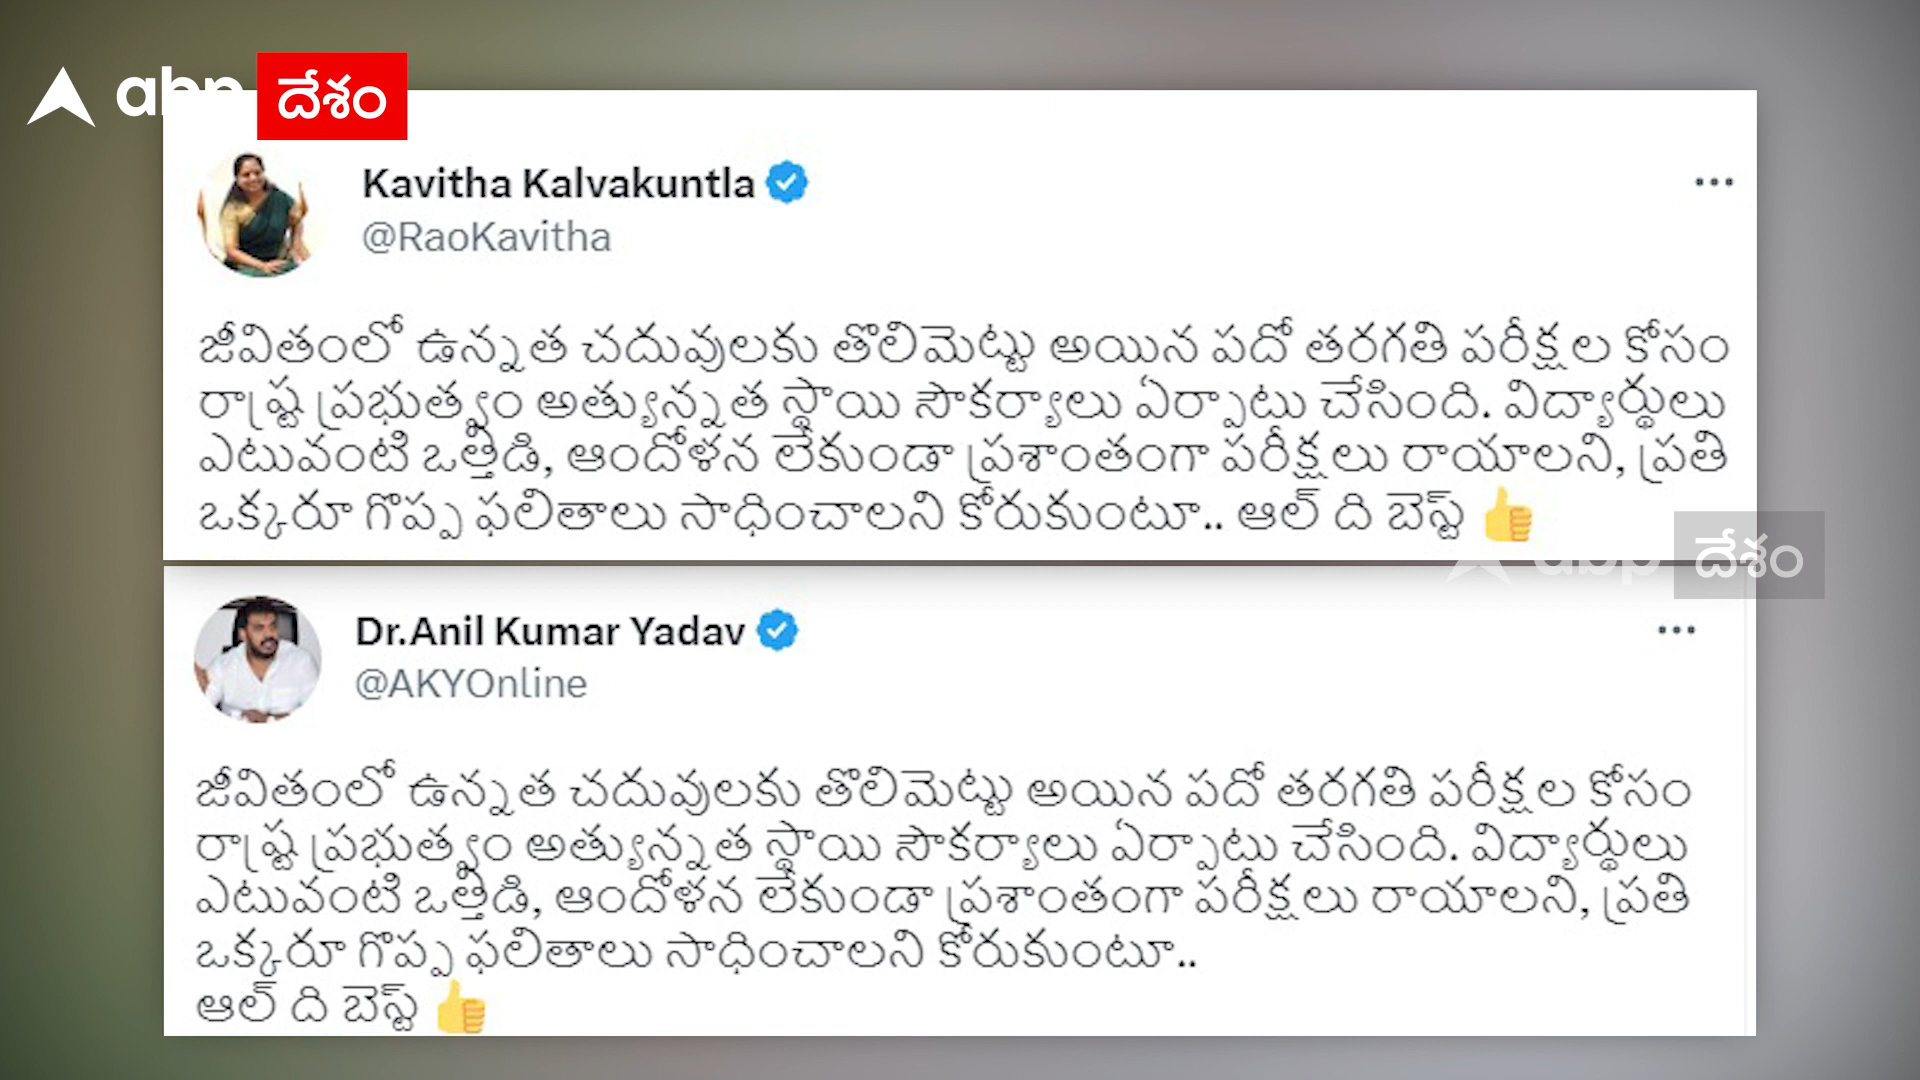 abp దేశం
Kavitha Kalvakuntla
@RaoKavitha
జీవితంలో ఉన్నత చదువులకు తొలిమెట్టు అయిన పదో తరగతి పరీక్షల కోసం
రాష్ట్ర ప్రభుత్వం అత్యున్నత స్థాయి సౌకర్యాలు ఏర్పాటు చేసింది. విద్యార్థులు
ఎటువంటి ఒత్తిడి, ఆందోళన లేకుండా ప్రశాంతంగా పరీక్షలు రాయాలని, ప్రతి
ఒక్కరూ గొప్ప ఫలితాలు సాధించాలని కోరుకుంటూ.. ఆల్ ది బెస్ట్ 👍
abp దేశం
Dr.Anil Kumar Yadav
@AKYOnline
జీవితంలో ఉన్నత చదువులకు తొలిమెట్టు అయిన పదో తరగతి పరీక్షల కోసం
రాష్ట్ర ప్రభుత్వం అత్యున్నత స్థాయి సౌకర్యాలు ఏర్పాటు చేసింది. విద్యార్థులు
ఎటువంటి ఒత్తిడి, ఆందోళన లేకుండా ప్రశాంతంగా పరీక్షలు రాయాలని, ప్రతి
ఒక్కరూ గొప్ప ఫలితాలు సాధించాలని కోరుకుంటూ..
ఆల్ ది బెస్ట్ 👍